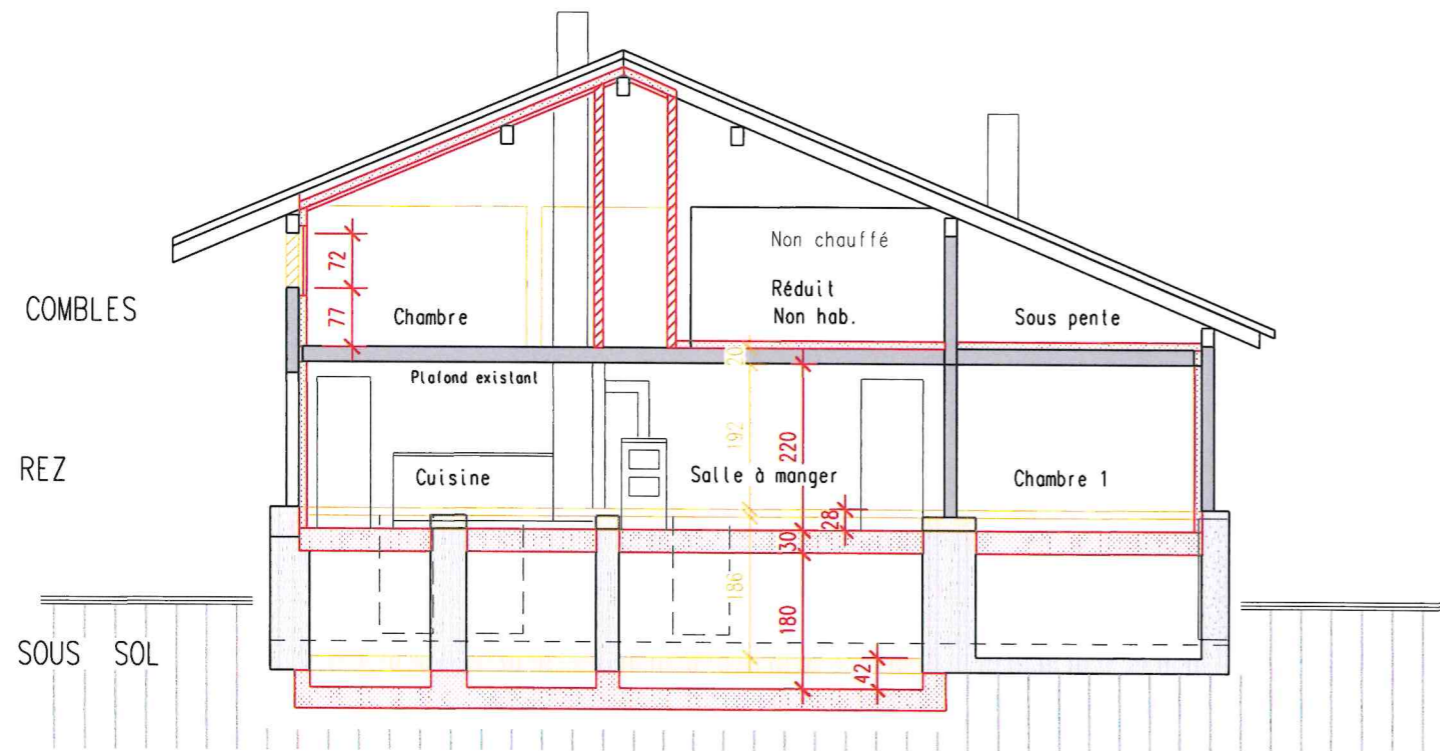 Non chauffé
72
COMBLES
Réduit
77
Chambre
Non hab.
Sous pente
20
Plafond existant
192
220
REZ
Cuisine
Salle à manger
Chambre 1
28
30
186
180
SOUS SOL
42